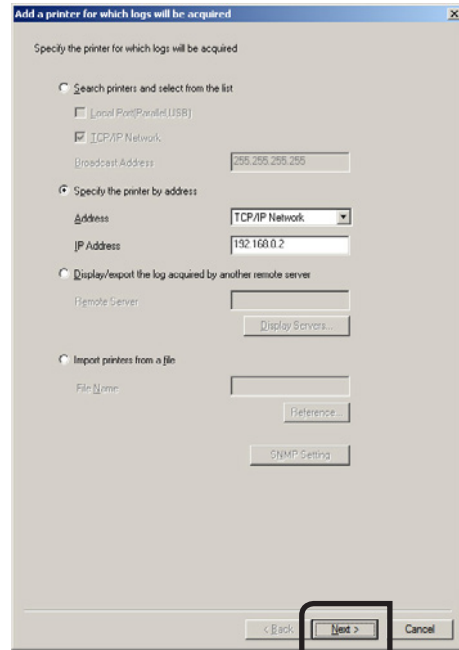 Add a printer for which logs will be acquired
Specify the printer for which logs will be acquired
Search printers and select from the list
Local Port(Parallel,USB)
TCP/IP Network
Broadcast Address 255.255.255.255
Specify the printer by address
Address TCP/IP Network
IP Address 192.168.0.2
Display/export the log acquired by another remote server
Remote Server
Display Servers...
Import printers from a file
File Name
Reference...
SNMP Setting
< Back Next > Cancel